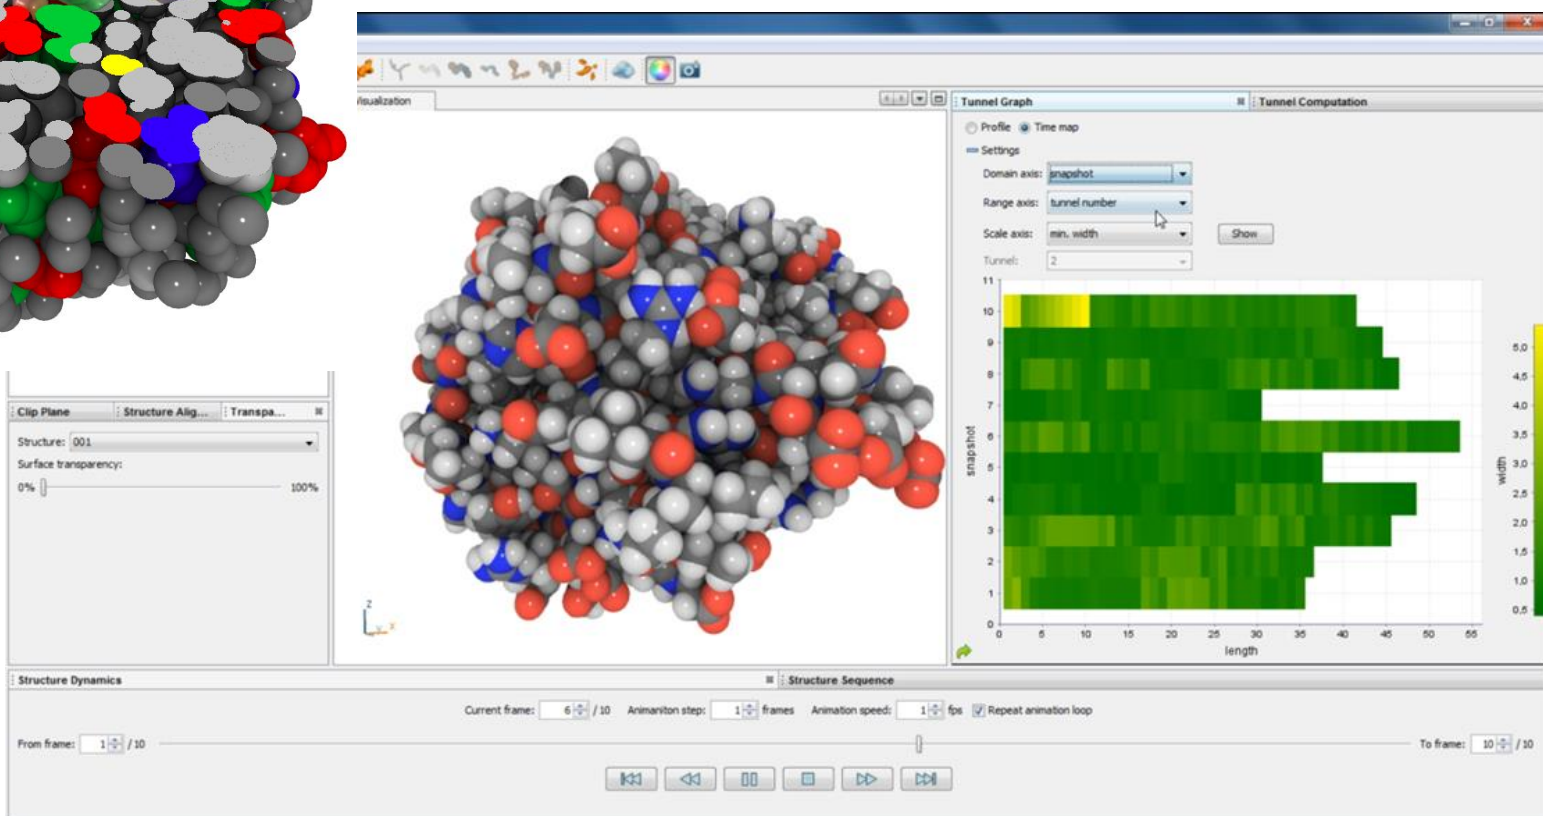 Visualization
Tunnel Graph
Tunnel Computation
Profile
Time map
Settings
Domain axis: snapshot
Range axis: tunnel number
Scale axis: min. width
Show
Tunnel: 2
11
10
9
8
7
6
5
4
3
2
1
0
snapshot
0 5 10 15 20 25 30 35 40 45 50 55
length
width
5,0
4,5
4,0
3,5
3,0
2,5
2,0
1,5
1,0
0,5
Z
Y X
Clip Plane
Structure Alig...
Transpa...
Structure: 001
Surface transparency:
0% 100%
Structure Dynamics
Structure Sequence
Current frame: 6 / 10 Animaniton step: 1 frames Animation speed: 1 fps Repeat animation loop
From frame: 1 / 10
To frame: 10 / 10